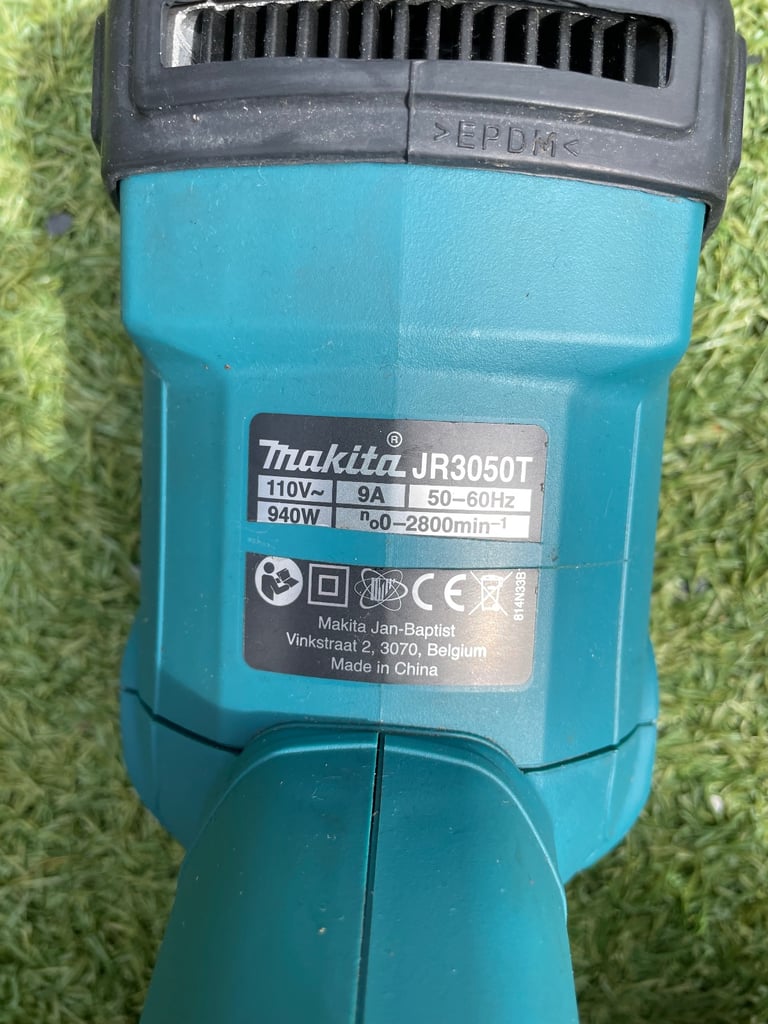 >EPDM<
makita® JR3050T
110V~ 9A 50–60Hz
940W n₀0–2800min⁻¹
CE
814N33B
Makita Jan-Baptist
Vinkstraat 2, 3070, Belgium
Made in China